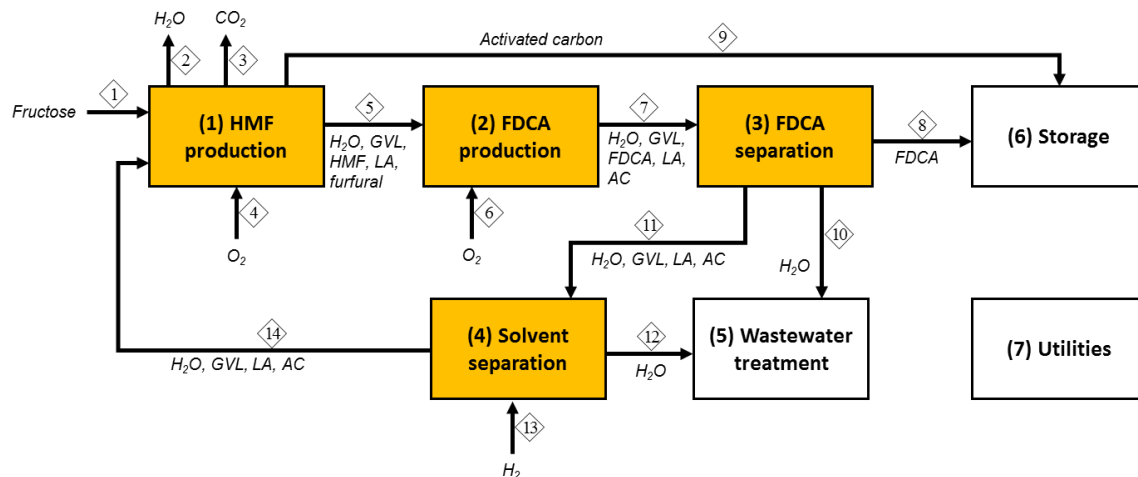 H2O
CO2
2
3
Activated carbon
9
1
Fructose
(1) HMF
production
5
H2O, GVL,
HMF, LA,
furfural
(2) FDCA
production
7
H2O, GVL,
FDCA, LA,
AC
(3) FDCA
separation
8
FDCA
(6) Storage
4
O2
6
O2
11
H2O, GVL, LA, AC
10
H2O
14
H2O, GVL, LA, AC
(4) Solvent
separation
12
H2O
(5) Wastewater
treatment
(7) Utilities
13
H2